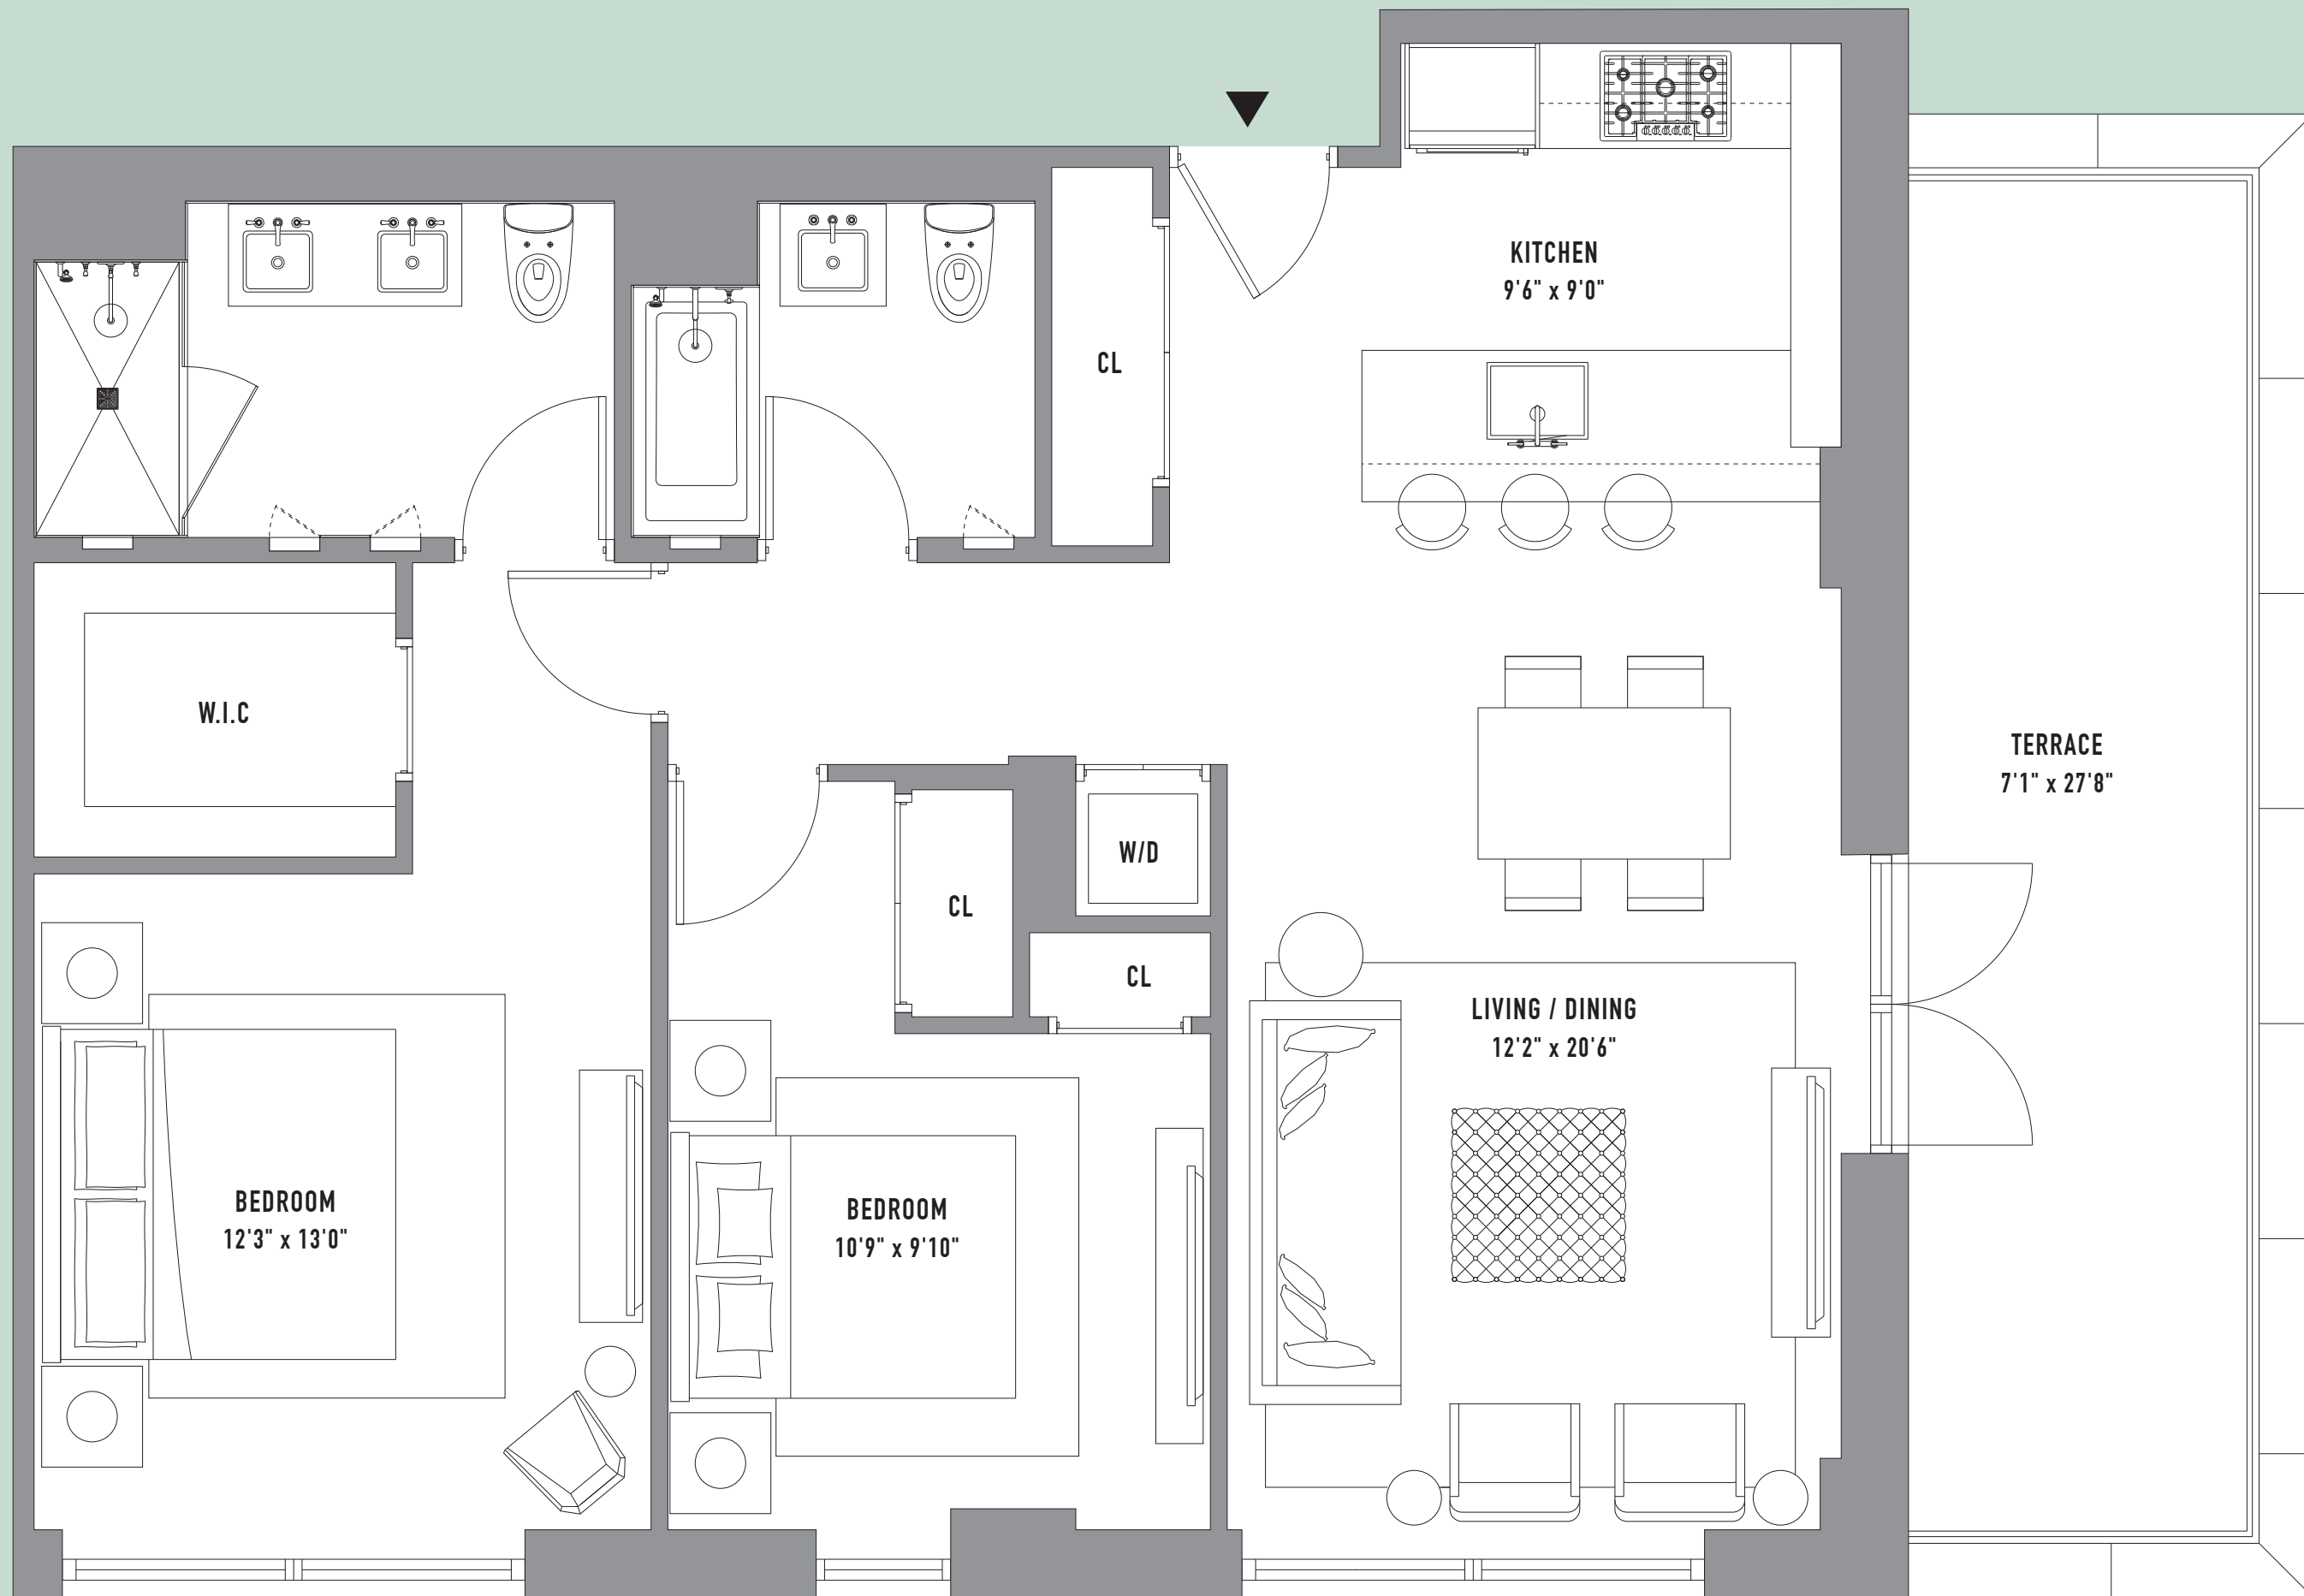 KITCHEN
9'6" x 9'0"
CL
W.I.C
TERRACE
7'1" x 27'8"
W/D
CL
CL
LIVING / DINING
12'2" x 20'6"
BEDROOM
12'3" x 13'0"
BEDROOM
10'9" x 9'10"